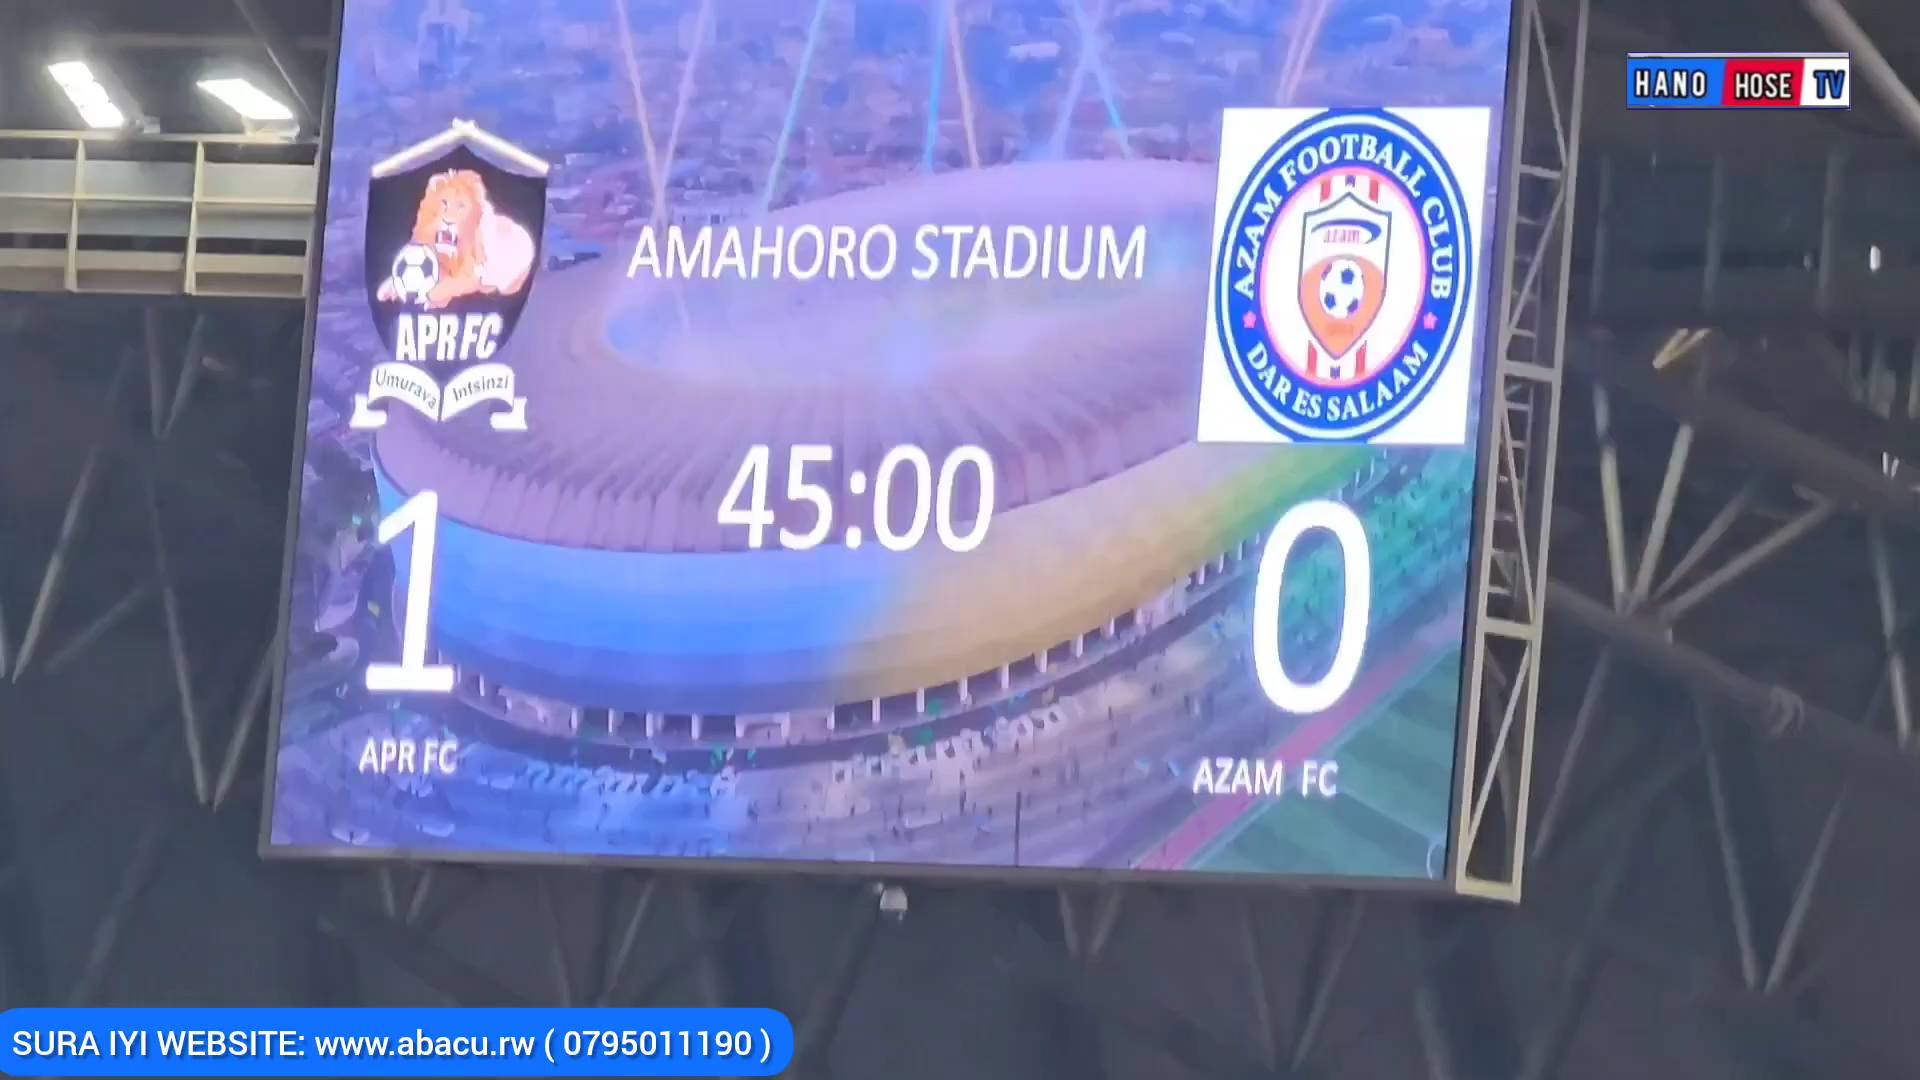 HANO HOSE TV
AMAHORO STADIUM
APR FC
Umurava Intsinzi
AZAM FOOTBALL CLUB
azam
DAR ES SALAAM
45:00
1
0
APR FC
AZAM FC
SURA IYI WEBSITE: www.abacu.rw ( 0795011190 )